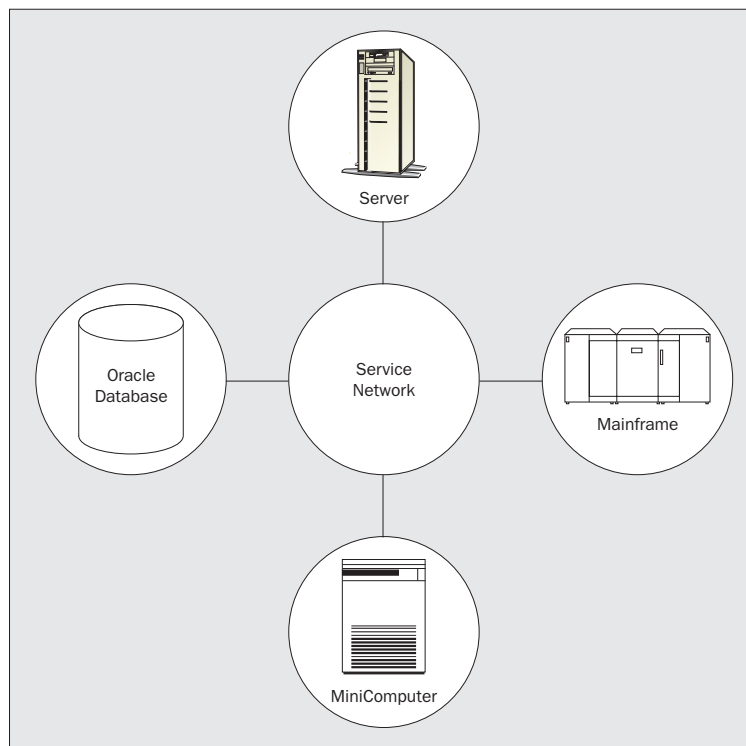 Server
Oracle
Database
Service
Network
Mainframe
MiniComputer